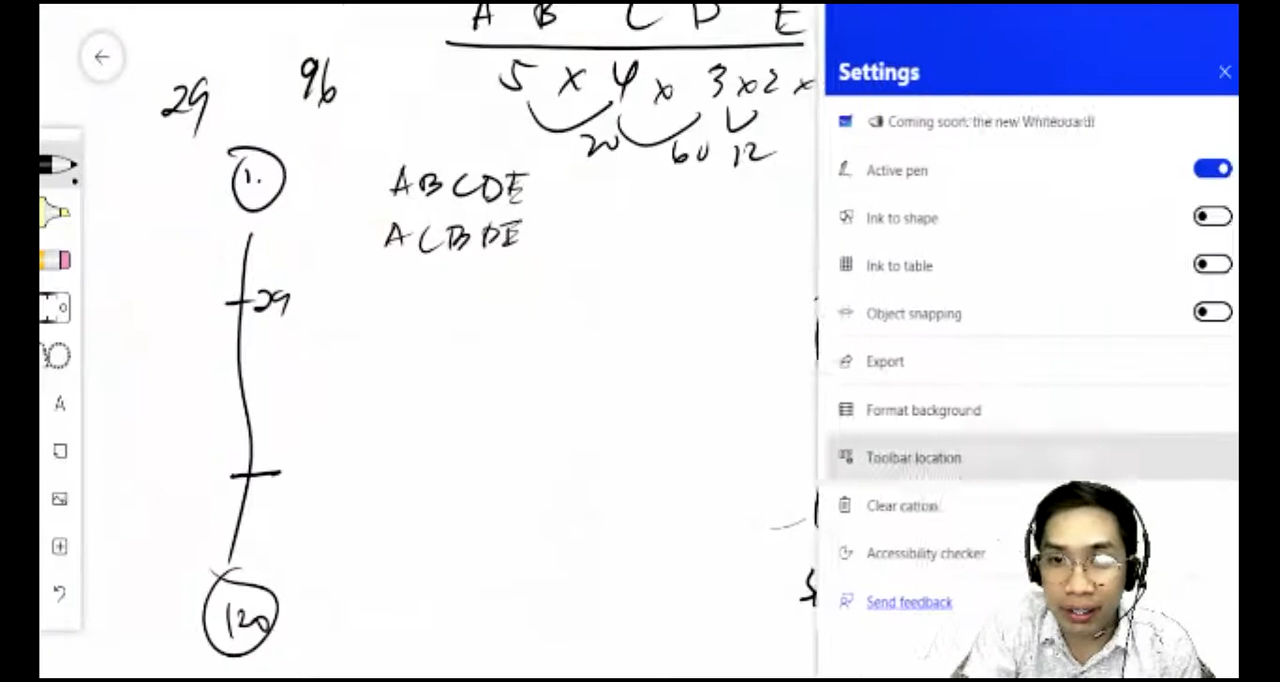 A B C D E
5 x 4 x 3 x 2 x
20 60 12
29 96
1.
ABCDE
ACBDE
29
120
A
Settings
Coming soon: the new Whiteboard!
Active pen
Ink to shape
Ink to table
Object snapping
Export
Format background
Toolbar location
Clear canvas
Accessibility checker
Send feedback